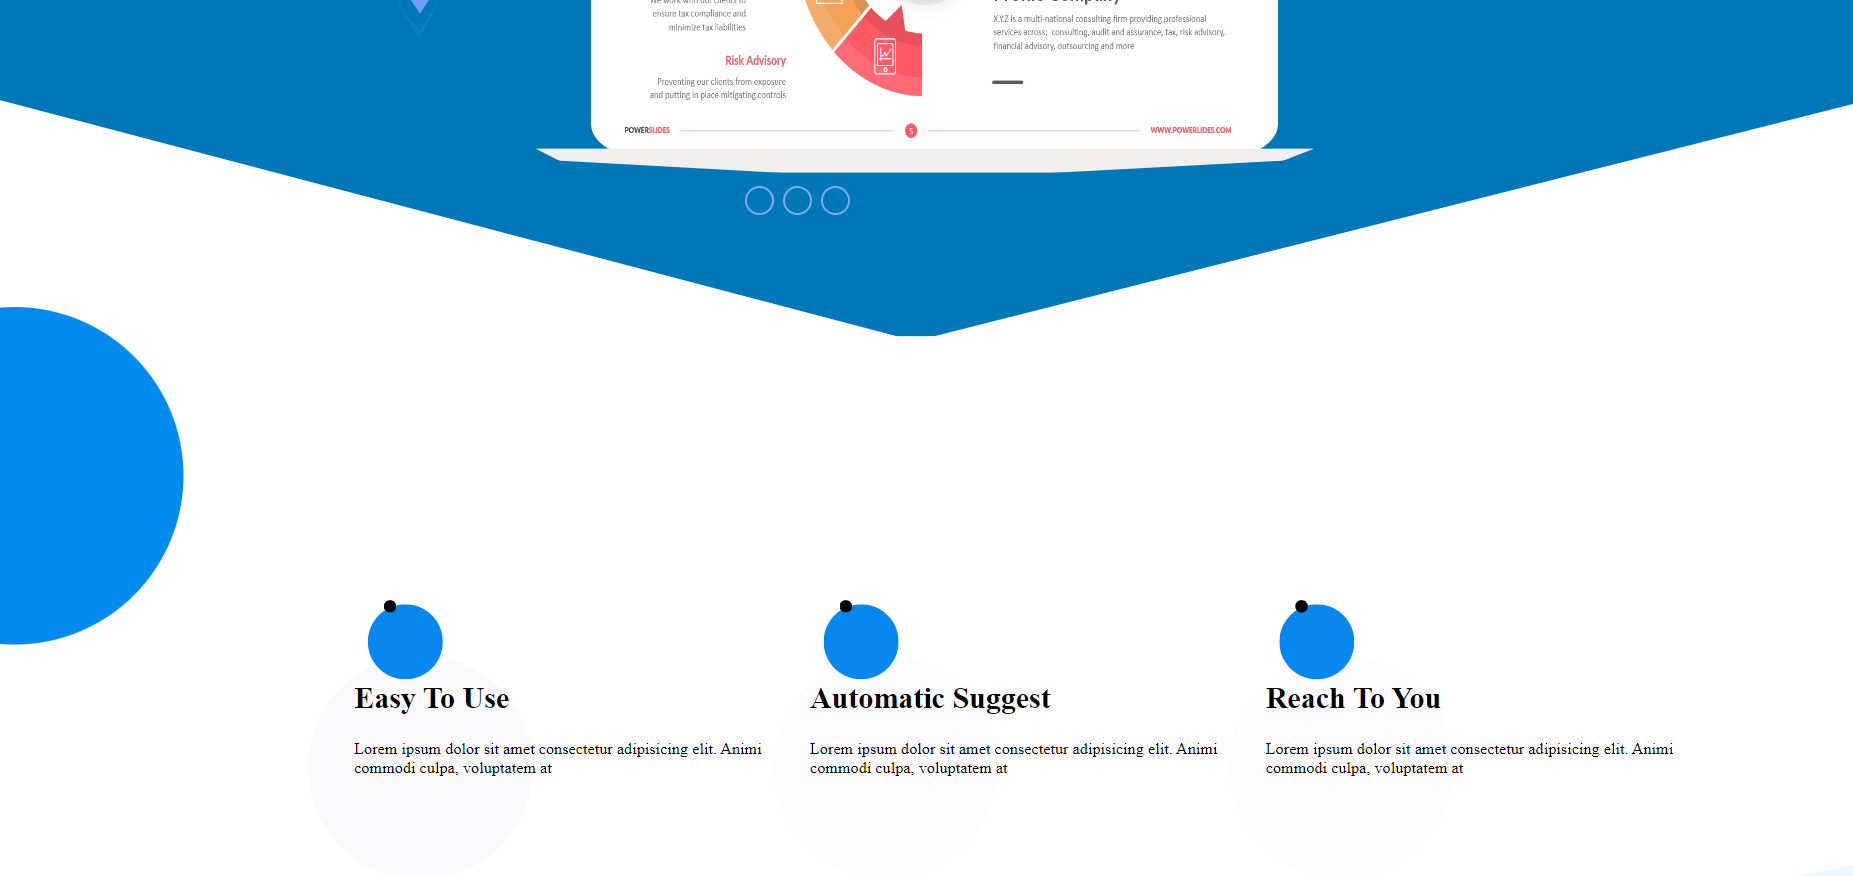 We work with our clients to
ensure tax compliance and
minimize tax liabilities
Risk Advisory
Preventing our clients from exposure
and putting in place mitigating controls
Profile Company
X.Y.Z is a multi-national consulting firm providing professional
services across; consulting, audit and assurance, tax, risk advisory,
financial advisory, outsourcing and more
POWERSLIDES
5
WWW.POWERLIDES.COM
Easy To Use
Lorem ipsum dolor sit amet consectetur adipisicing elit. Animi
commodi culpa, voluptatem at
Automatic Suggest
Lorem ipsum dolor sit amet consectetur adipisicing elit. Animi
commodi culpa, voluptatem at
Reach To You
Lorem ipsum dolor sit amet consectetur adipisicing elit. Animi
commodi culpa, voluptatem at